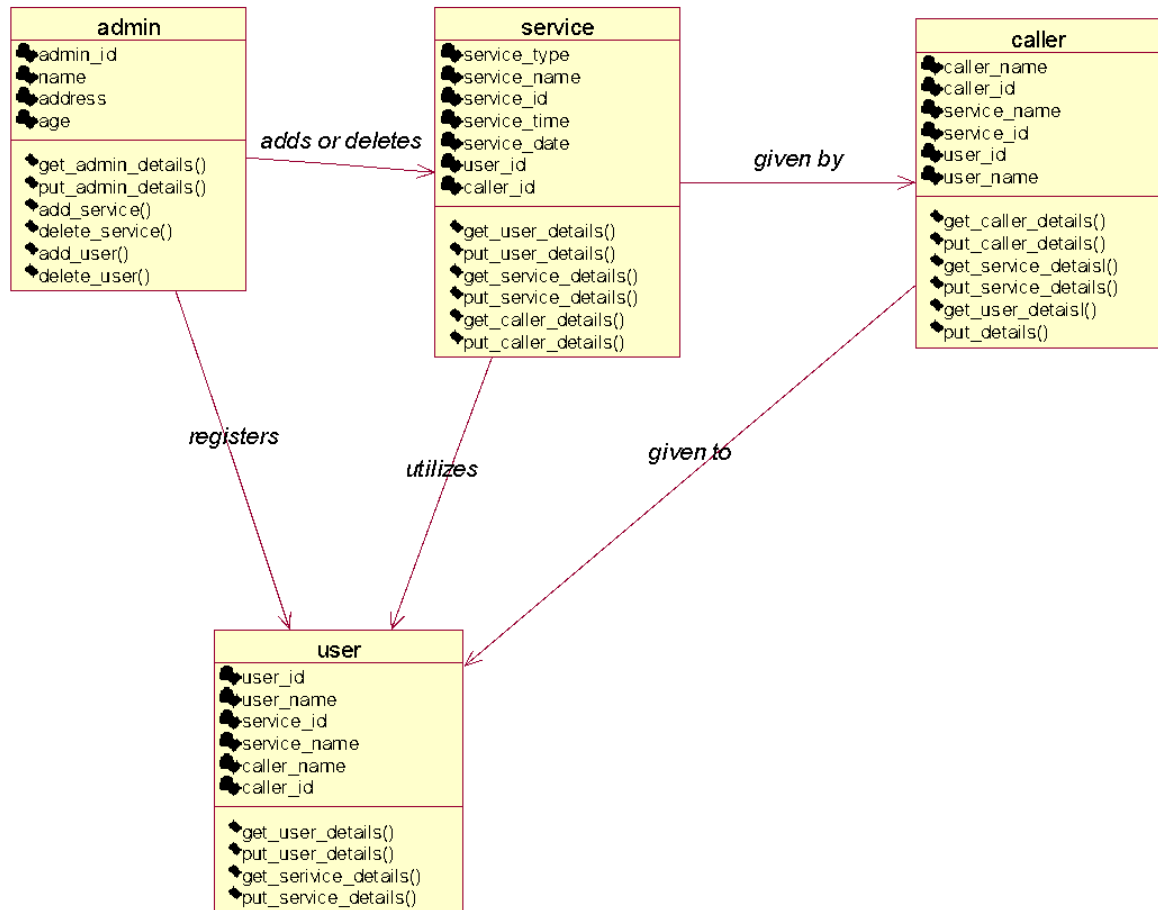 admin
admin_id
name
address
age
get_admin_details()
put_admin_details()
add_service()
delete_service()
add_user()
delete_user()
adds or deletes
service
service_type
service_name
service_id
service_time
service_date
user_id
caller_id
get_user_details()
put_user_details()
get_service_details()
put_service_details()
get_caller_details()
put_caller_details()
given by
caller
caller_name
caller_id
service_name
service_id
user_id
user_name
get_caller_details()
put_caller_details()
get_service_detaisl()
put_service_details()
get_user_detaisl()
put_details()
registers
utilizes
given to
user
user_id
user_name
service_id
service_name
caller_name
caller_id
get_user_details()
put_user_details()
get_serivice_details()
put_service_details()